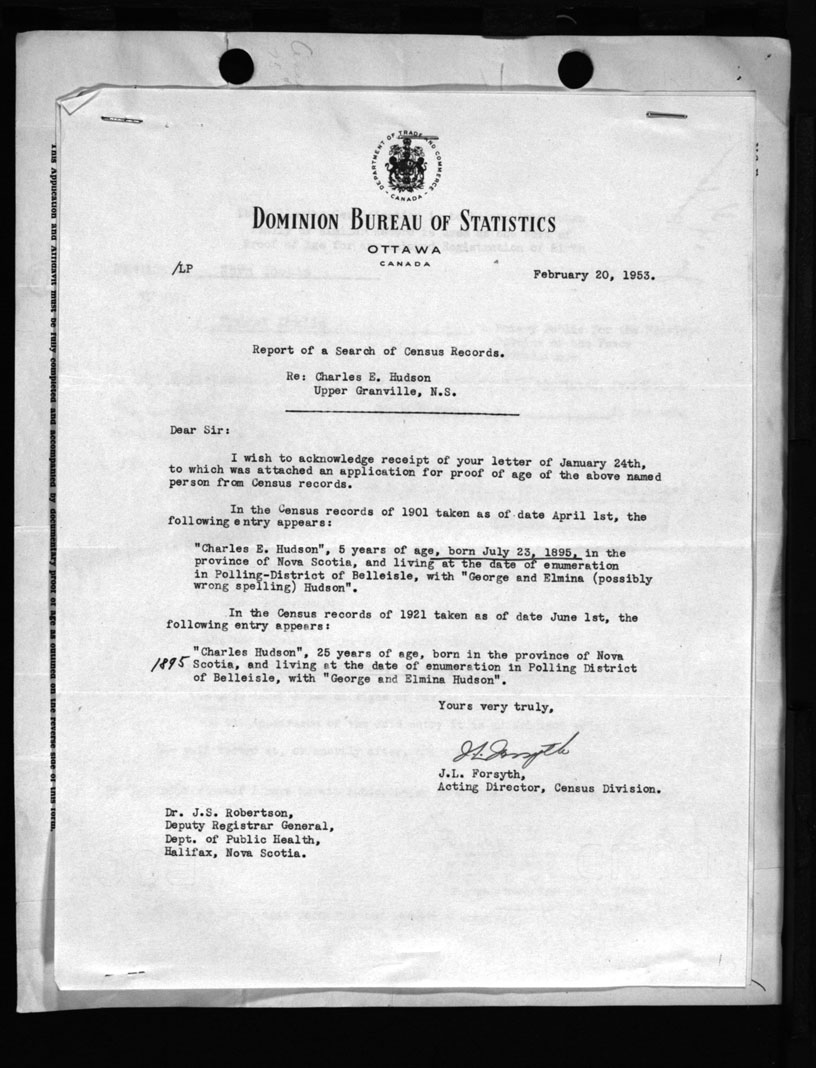 DEPARTMENT OF TRADE AND COMMERCE
CANADA
DOMINION BUREAU OF STATISTICS
OTTAWA
CANADA
/LP
February 20, 1953.
Report of a Search of Census Records.
Re: Charles E. Hudson
Upper Granville, N.S.
Dear Sir:
I wish to acknowledge receipt of your letter of January 24th,
to which was attached an application for proof of age of the above named
person from Census records.
In the Census records of 1901 taken as of date April 1st, the
following entry appears:
"Charles E. Hudson", 5 years of age, born July 23, 1895, in the
province of Nova Scotia, and living at the date of enumeration
in Polling-District of Belleisle, with "George and Elmina (possibly
wrong spelling) Hudson".
In the Census records of 1921 taken as of date June 1st, the
following entry appears:
"Charles Hudson", 25 years of age, born in the province of Nova
1895 Scotia, and living at the date of enumeration in Polling District
of Belleisle, with "George and Elmina Hudson".
Yours very truly,
J.L. Forsyth
J.L. Forsyth,
Acting Director, Census Division.
Dr. J.S. Robertson,
Deputy Registrar General,
Dept. of Public Health,
Halifax, Nova Scotia.
This Application and Affidavit must be fully completed and accompanied by documentary proof of age as outlined on the reverse side of this form.